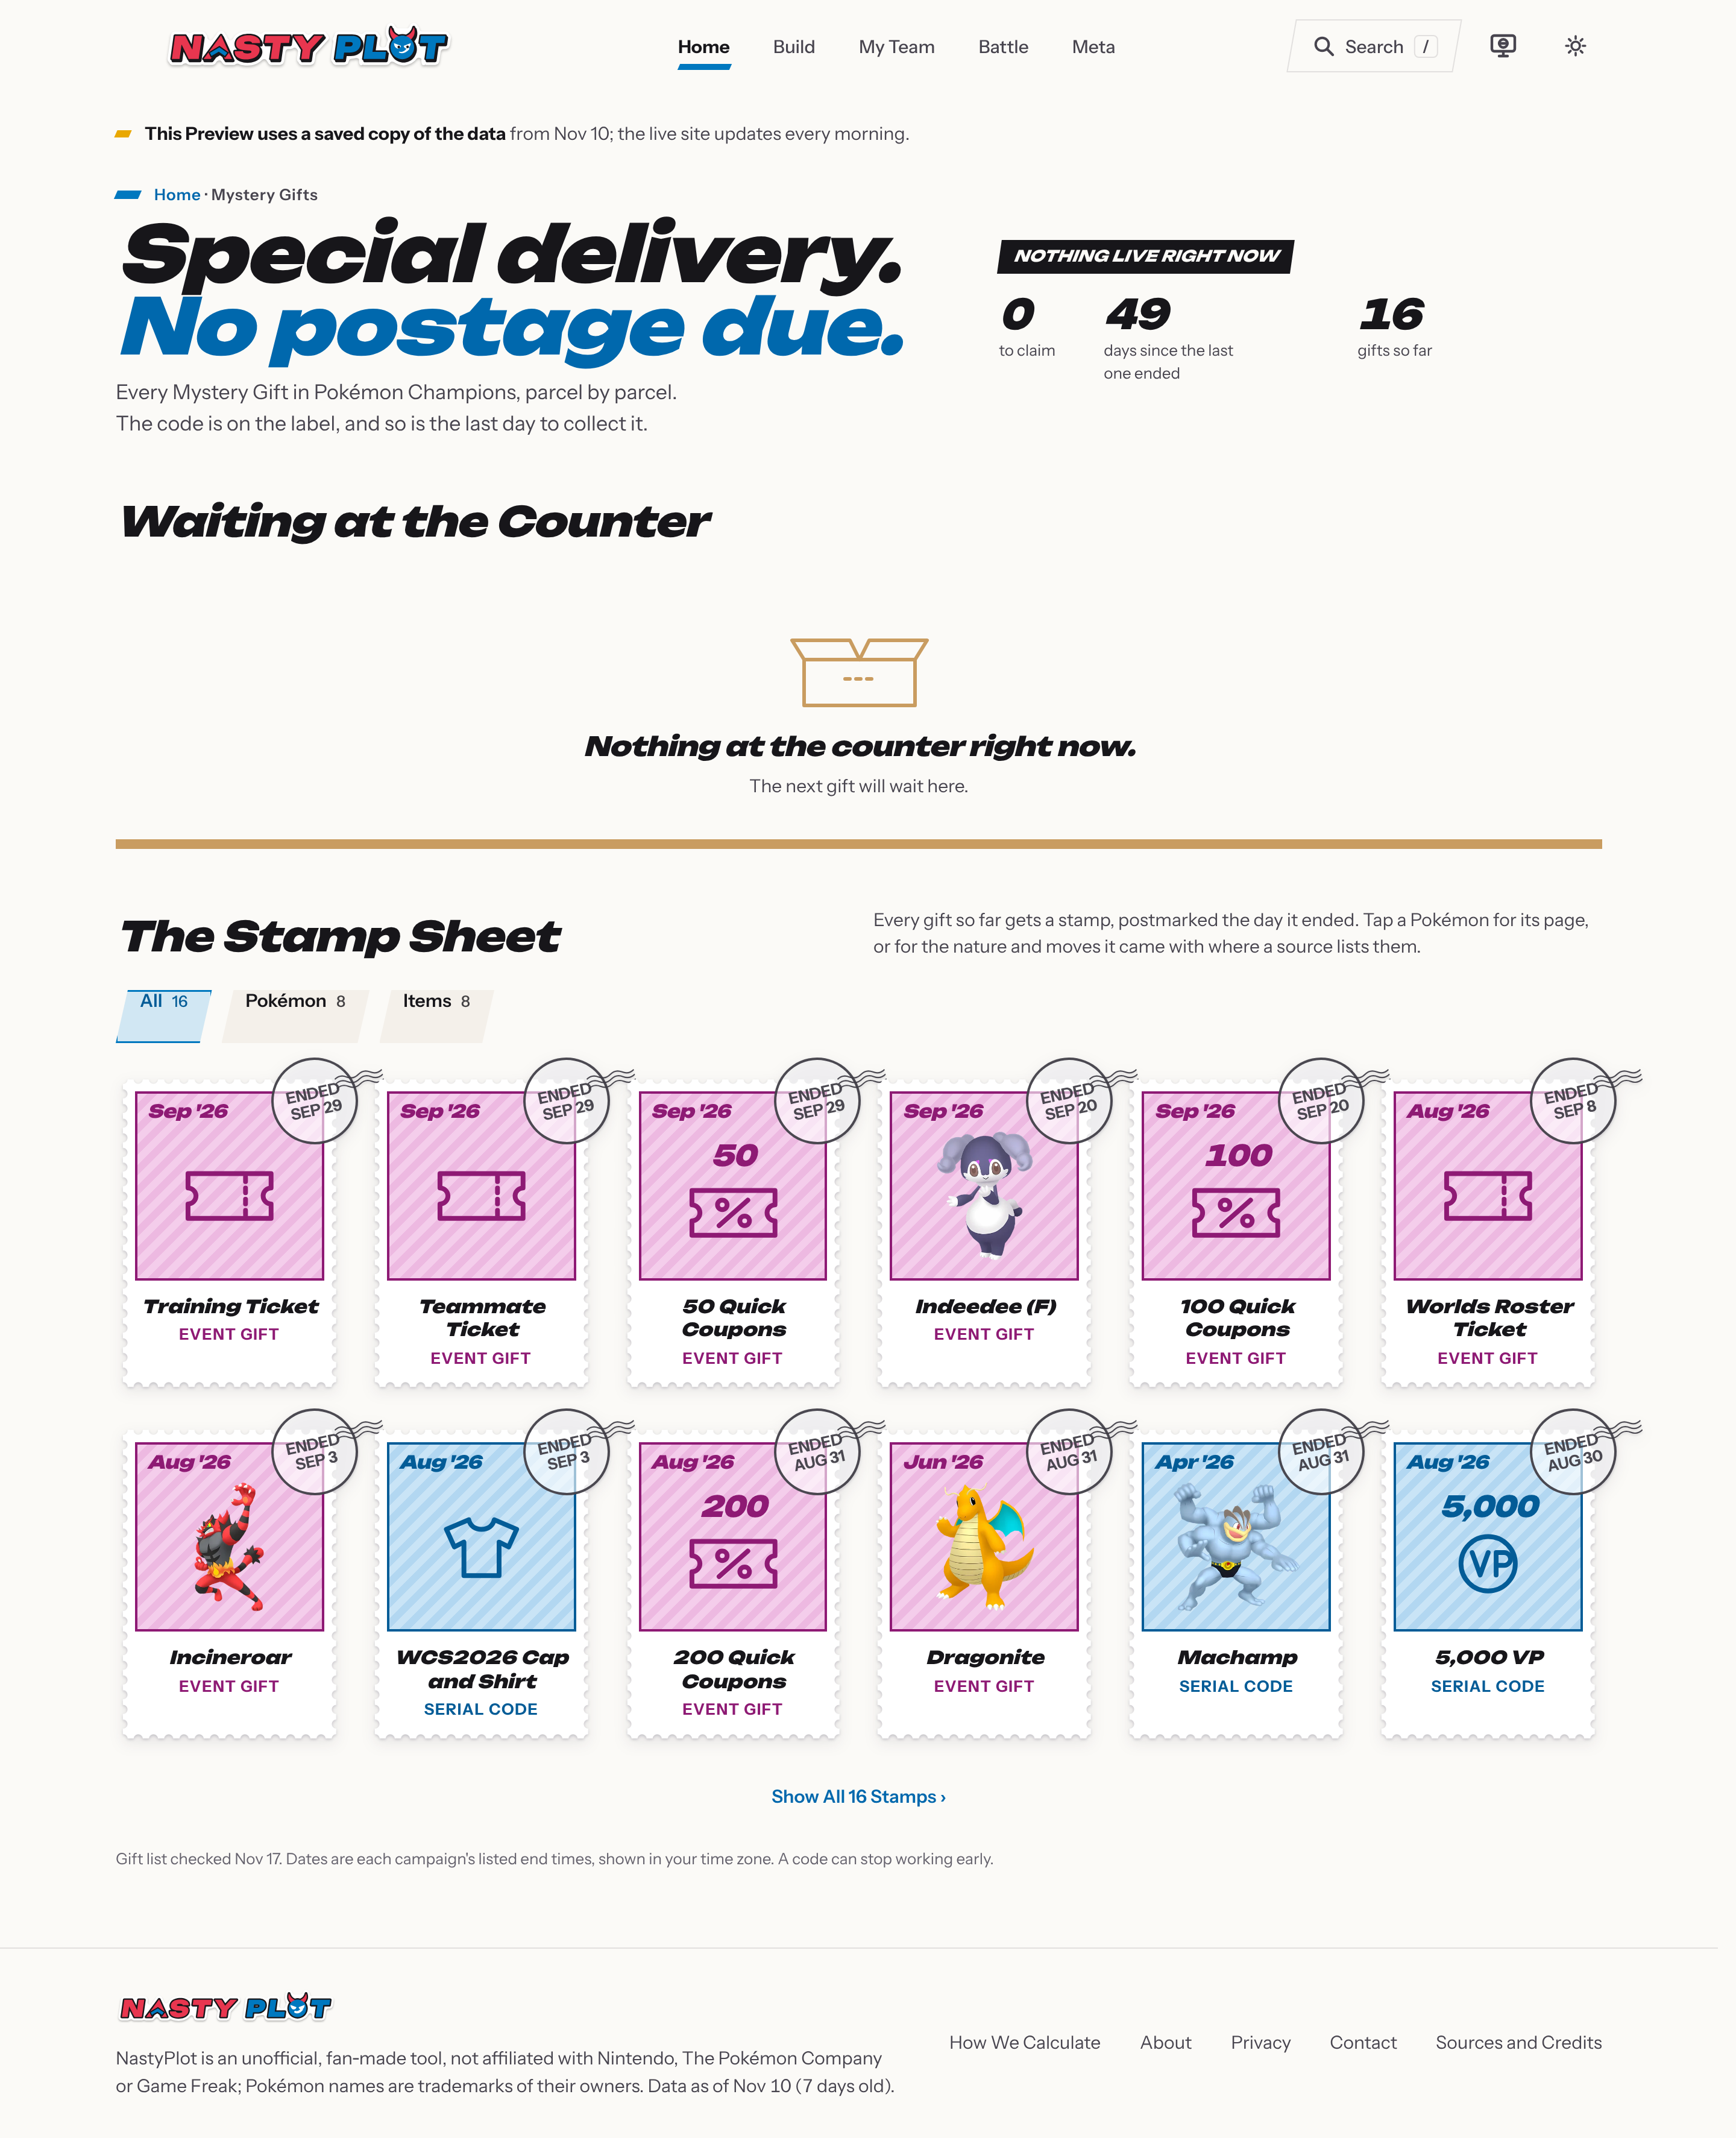 NASTY PLOT
Home
Build
My Team
Battle
Meta
Search /
This Preview uses a saved copy of the data from Nov 10; the live site updates every morning.
Home · Mystery Gifts
Special delivery.
No postage due.
Every Mystery Gift in Pokémon Champions, parcel by parcel.
The code is on the label, and so is the last day to collect it.
NOTHING LIVE RIGHT NOW
0
to claim
49
days since the last
one ended
16
gifts so far
Waiting at the Counter
Nothing at the counter right now.
The next gift will wait here.
The Stamp Sheet
Every gift so far gets a stamp, postmarked the day it ended. Tap a Pokémon for its page,
or for the nature and moves it came with where a source lists them.
All 16
Pokémon 8
Items 8
Sep '26
ENDED
SEP 29
Training Ticket
EVENT GIFT
Sep '26
ENDED
SEP 29
Teammate
Ticket
EVENT GIFT
Sep '26
ENDED
SEP 29
50
%
50 Quick
Coupons
EVENT GIFT
Sep '26
ENDED
SEP 20
Indeedee (F)
EVENT GIFT
Sep '26
ENDED
SEP 20
100
%
100 Quick
Coupons
EVENT GIFT
Aug '26
ENDED
SEP 8
Worlds Roster
Ticket
EVENT GIFT
Aug '26
ENDED
SEP 3
Incineroar
EVENT GIFT
Aug '26
ENDED
SEP 3
WCS2026 Cap
and Shirt
SERIAL CODE
Aug '26
ENDED
AUG 31
200
%
200 Quick
Coupons
EVENT GIFT
Jun '26
ENDED
AUG 31
Dragonite
EVENT GIFT
Apr '26
ENDED
AUG 31
Machamp
SERIAL CODE
Aug '26
ENDED
AUG 30
5,000
VP
5,000 VP
SERIAL CODE
Show All 16 Stamps ›
Gift list checked Nov 17. Dates are each campaign's listed end times, shown in your time zone. A code can stop working early.
NASTY PLOT
NastyPlot is an unofficial, fan-made tool, not affiliated with Nintendo, The Pokémon Company
or Game Freak; Pokémon names are trademarks of their owners. Data as of Nov 10 (7 days old).
How We Calculate
About
Privacy
Contact
Sources and Credits